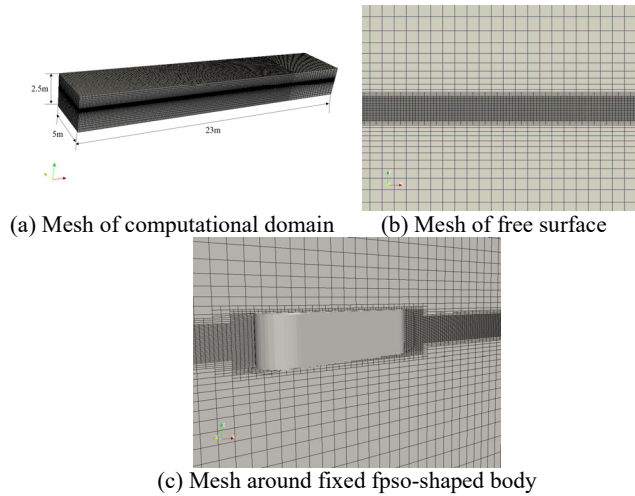 2.5m
5m
23m
(a) Mesh of computational domain
(b) Mesh of free surface
(c) Mesh around fixed fpso-shaped body